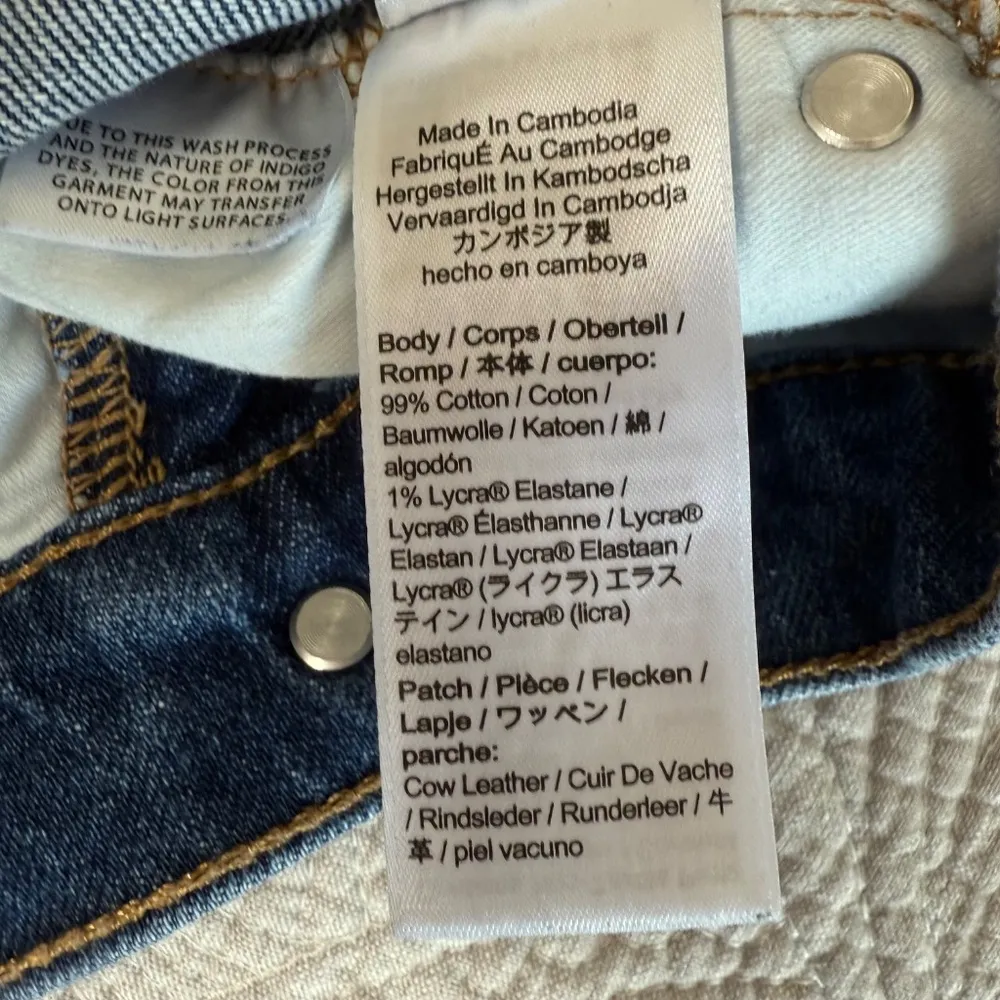 UE TO THIS WASH PROCESS
AND THE NATURE OF INDIGO
DYES, THE COLOR FROM THIS
GARMENT MAY TRANSFER
ONTO LIGHT SURFACES.
Made In Cambodia
FabriquÉ Au Cambodge
Hergestellt In Kambodscha
Vervaardigd In Cambodja
カンボジア製
hecho en camboya
Body / Corps / Obertell /
Romp / 本体 / cuerpo:
99% Cotton / Coton /
Baumwolle / Katoen / 綿 /
algodón
1% Lycra® Elastane /
Lycra® Élasthanne / Lycra®
Elastan / Lycra® Elastaan /
Lycra® (ライクラ) エラス
テイン / lycra® (licra)
elastano
Patch / Plèce / Flecken /
Lapje / ワッペン /
parche:
Cow Leather / Cuir De Vache
/ Rindsleder / Runderleer / 牛
革 / piel vacuno